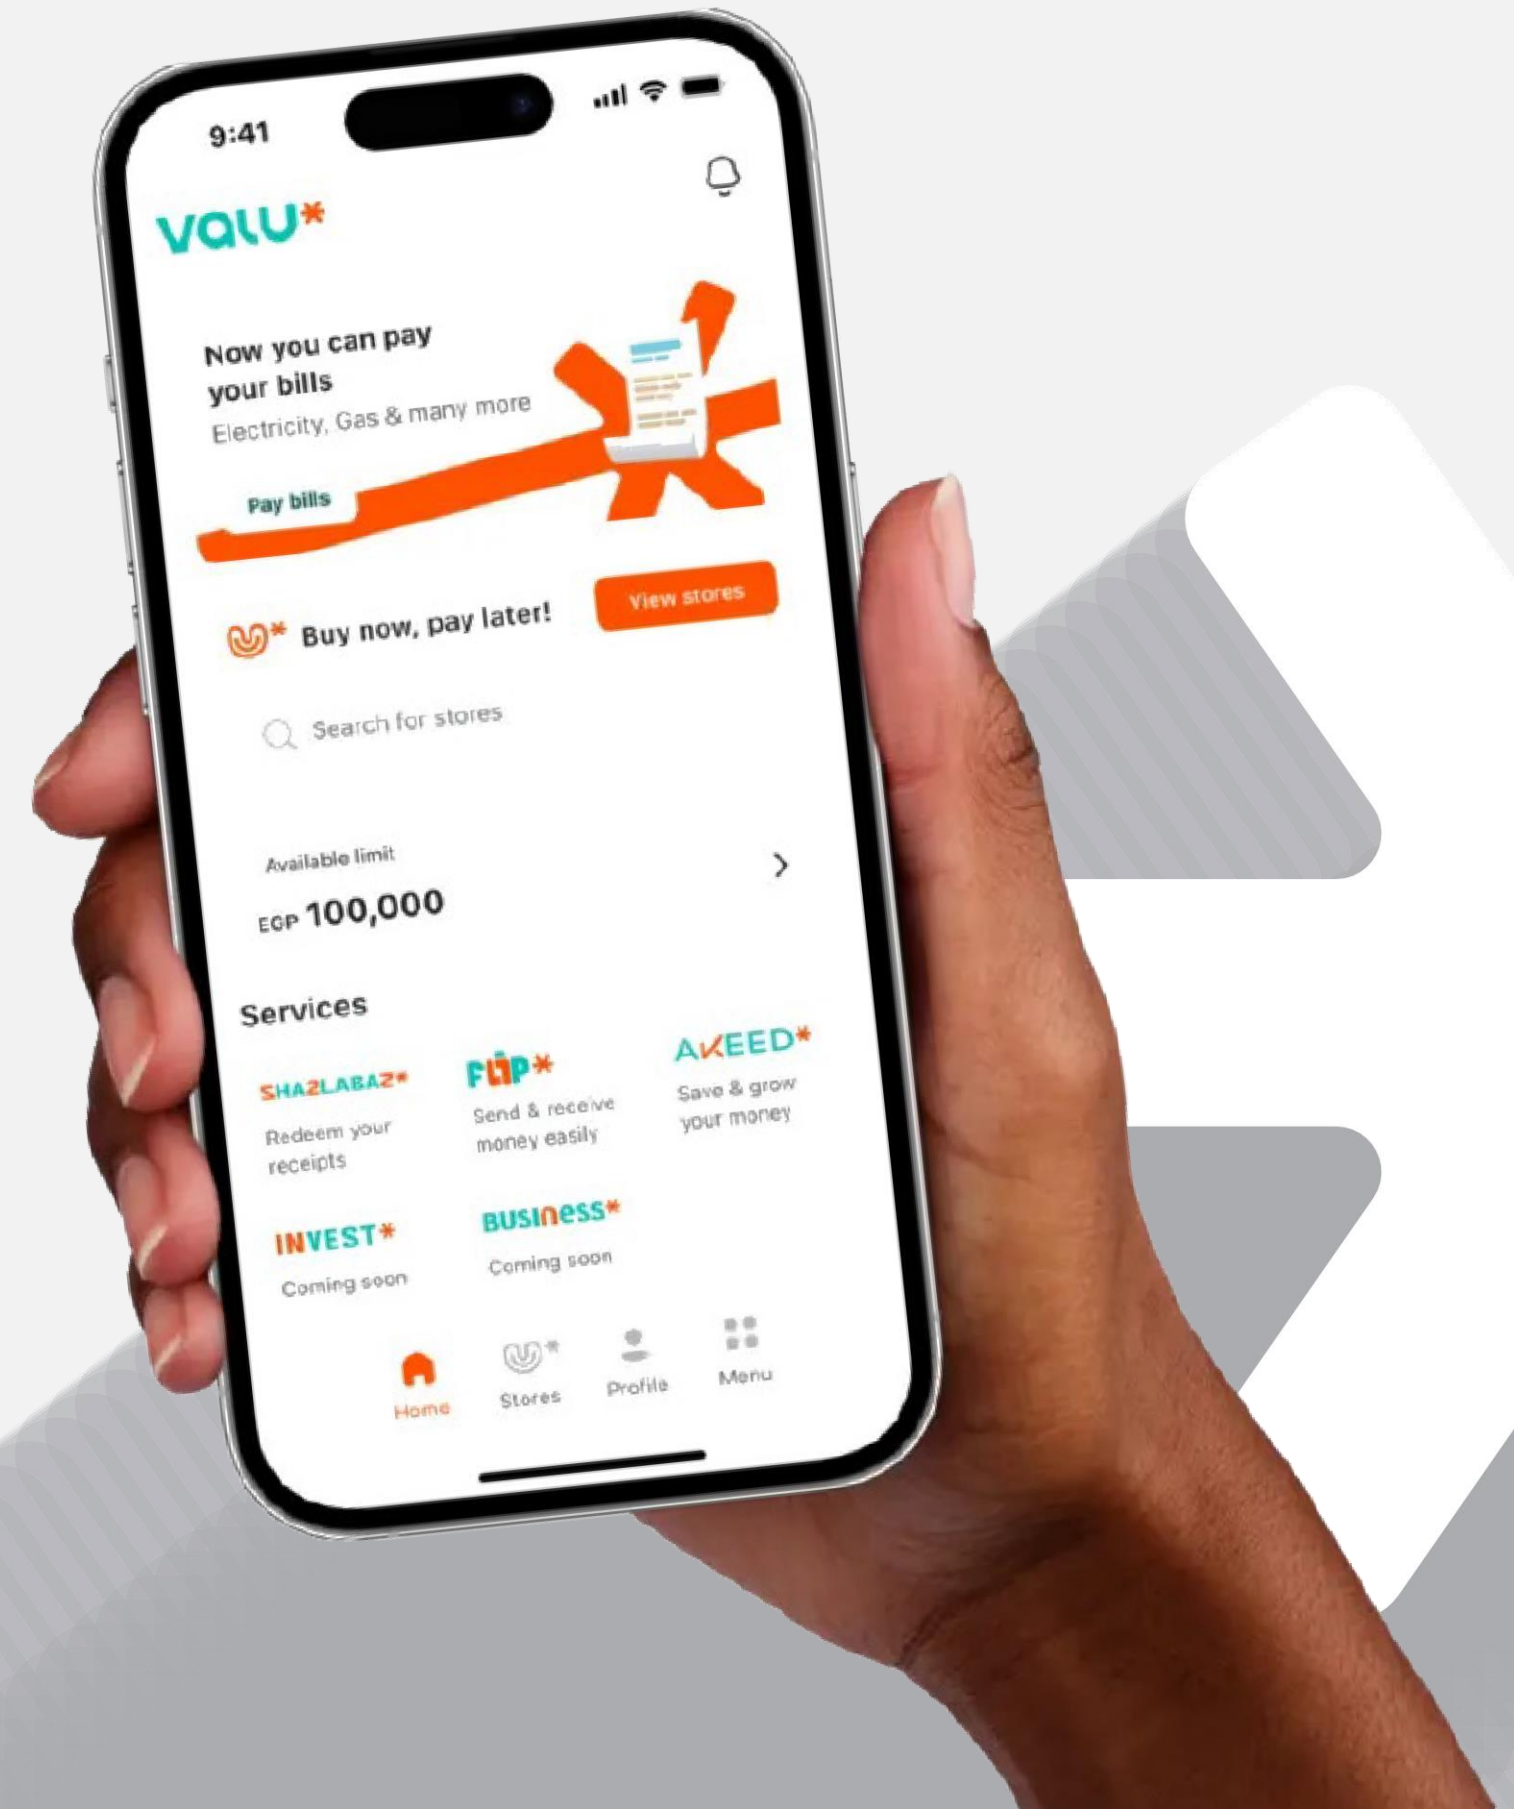 9:41
valu*
Now you can pay
your bills
Electricity, Gas & many more
Pay bills
U* Buy now, pay later!
View stores
Search for stores
Available limit
EGP 100,000
Services
SHA2LABAZ*
Redeem your
receipts
FLIP*
Send & receive
money easily
AKEED*
Save & grow
your money
INVEST*
Coming soon
BUSINESS*
Coming soon
Home
Stores
Profile
Menu